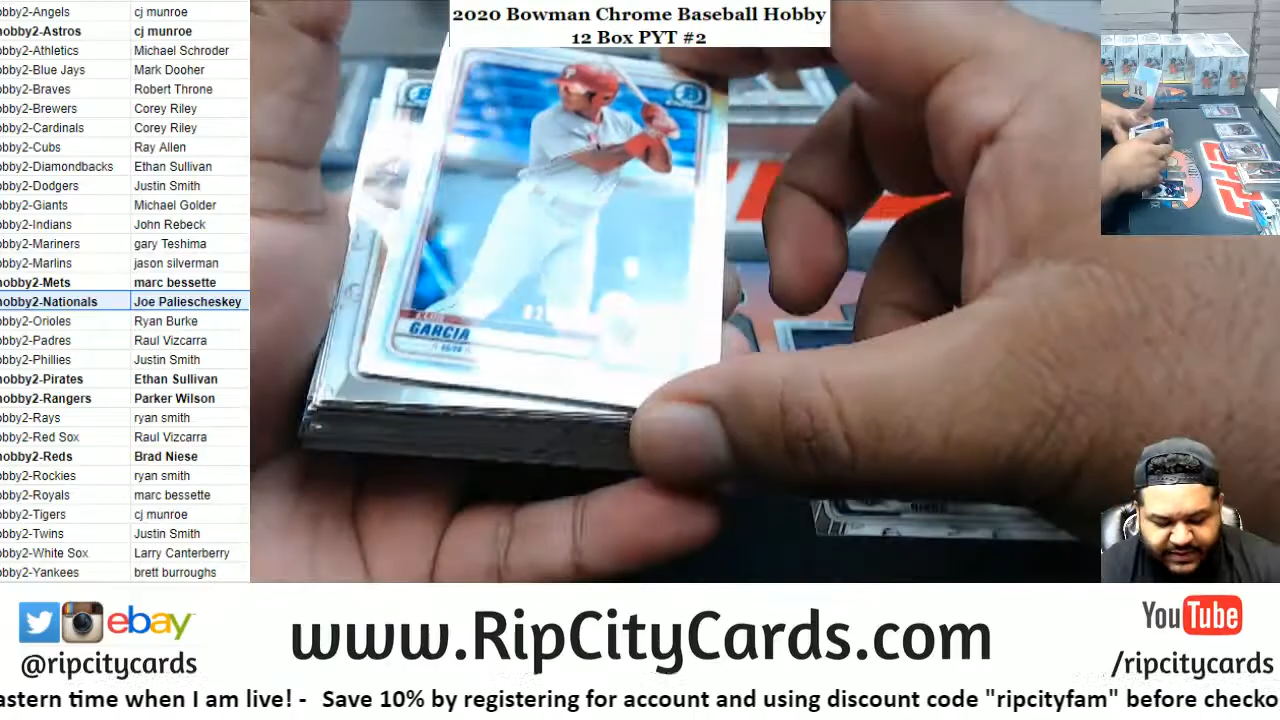 2020 Bowman Chrome Baseball Hobby
12 Box PYT #2
obby2-Angels cj munroe
hobby2-Astros cj munroe
obby2-Athletics Michael Schroder
obby2-Blue Jays Mark Dooher
obby2-Braves Robert Throne
obby2-Brewers Corey Riley
obby2-Cardinals Corey Riley
obby2-Cubs Ray Allen
obby2-Diamondbacks Ethan Sullivan
obby2-Dodgers Justin Smith
obby2-Giants Michael Golder
obby2-Indians John Rebeck
obby2-Mariners gary Teshima
obby2-Marlins jason silverman
hobby2-Mets marc bessette
hobby2-Nationals Joe Paliescheskey
obby2-Orioles Ryan Burke
obby2-Padres Raul Vizcarra
obby2-Phillies Justin Smith
hobby2-Pirates Ethan Sullivan
hobby2-Rangers Parker Wilson
obby2-Rays ryan smith
obby2-Red Sox Raul Vizcarra
hobby2-Reds Brad Niese
obby2-Rockies ryan smith
obby2-Royals marc bessette
obby2-Tigers cj munroe
obby2-Twins Justin Smith
obby2-White Sox Larry Canterberry
obby2-Yankees brett burroughs
GARCIA
ebay
@ripcitycards
www.RipCityCards.com
YouTube
/ripcitycards
astern time when I am live! - Save 10% by registering for account and using discount code "ripcityfam" before checko